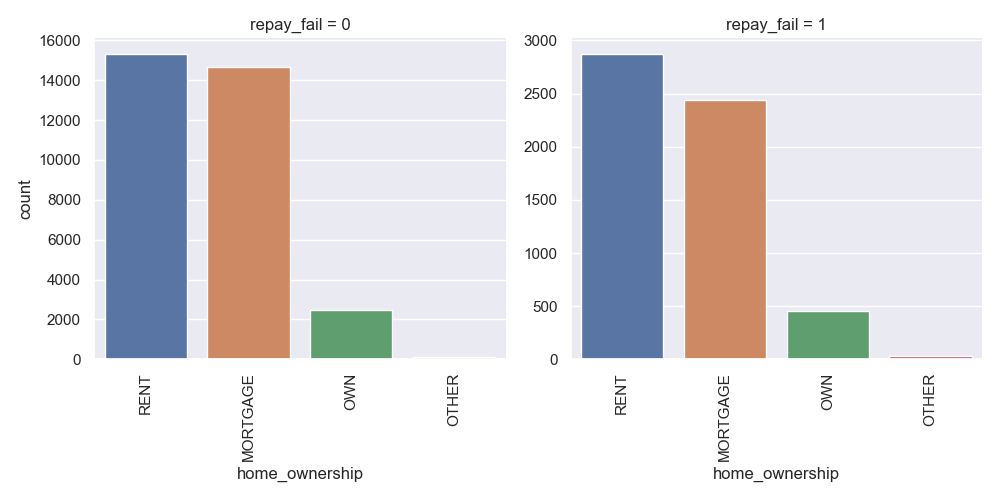 repay_fail = 0
16000
14000
12000
10000
8000
6000
4000
2000
0
count
RENT
MORTGAGE
OWN
OTHER
home_ownership
repay_fail = 1
3000
2500
2000
1500
1000
500
0
RENT
MORTGAGE
OWN
OTHER
home_ownership